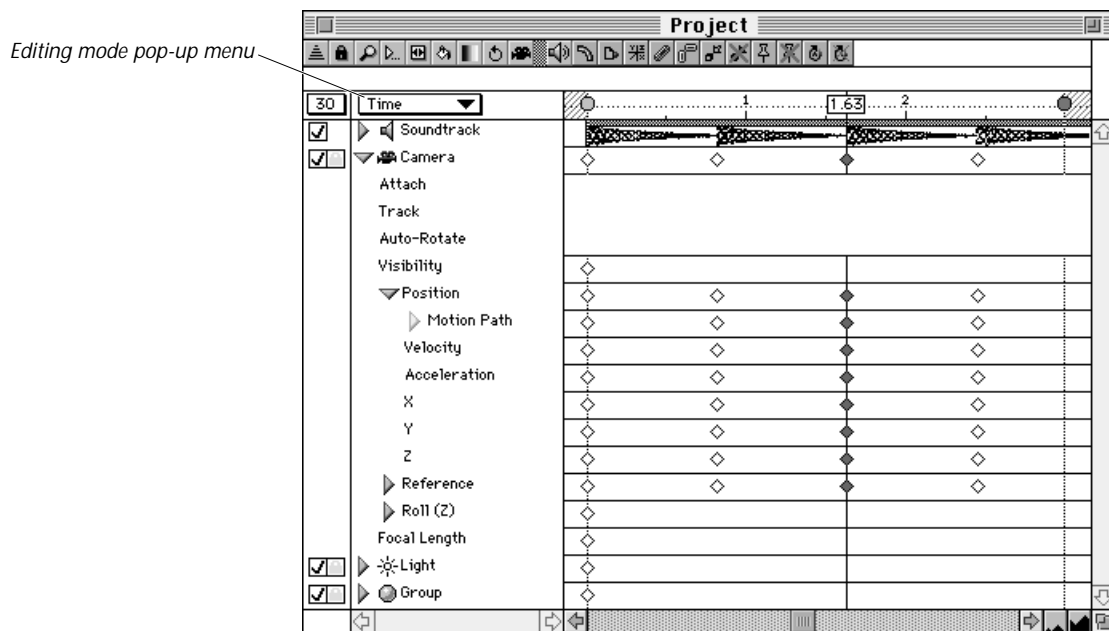 Project
Editing mode pop-up menu
30 Time 1 1.63 2
Soundtrack
Camera
Attach
Track
Auto-Rotate
Visibility
Position
Motion Path
Velocity
Acceleration
X
Y
Z
Reference
Roll (Z)
Focal Length
Light
Group